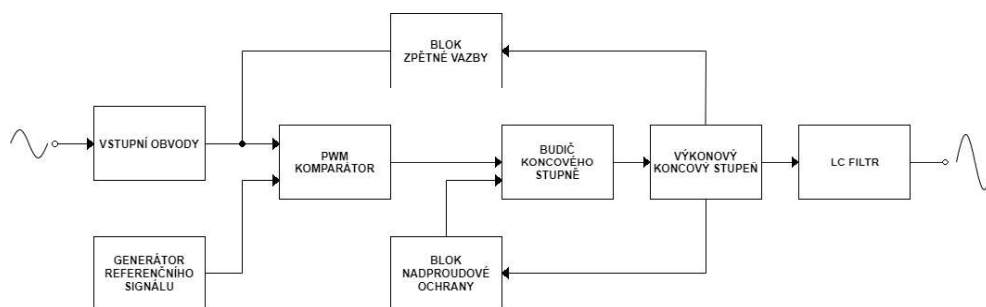 BLOK
ZPĚTNÉ VAZBY
VSTUPNÍ OBVODY
PWM
KOMPARÁTOR
BUDIČ
KONCOVÉHO
STUPNĚ
VÝKONOVÝ
KONCOVÝ STUPEŇ
LC FILTR
GENERÁTOR
REFERENČNÍHO
SIGNÁLU
BLOK
NADPROUDOVÉ
OCHRANY